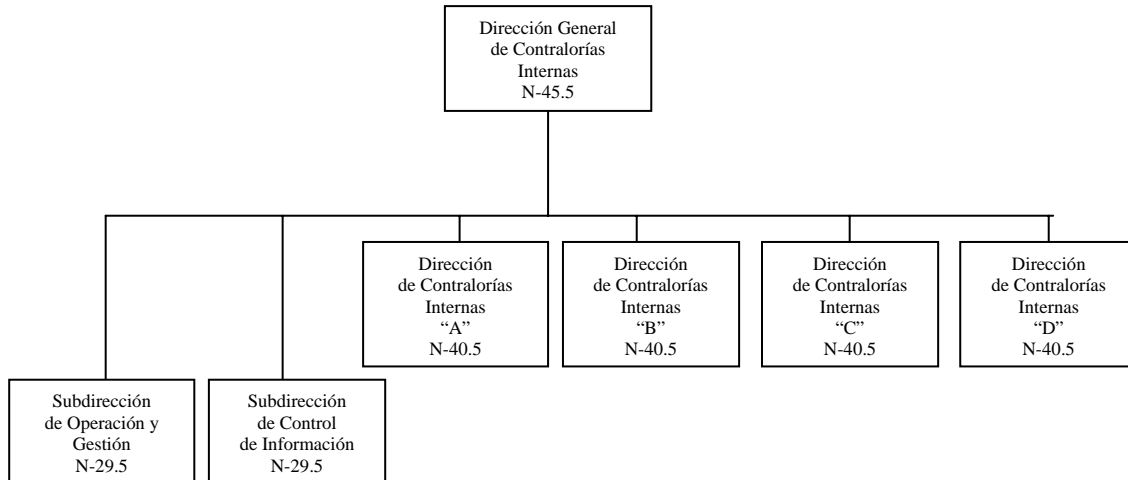 Dirección General
de Contralorías
Internas
N-45.5
Dirección
de Contralorías
Internas
“A”
N-40.5
Dirección
de Contralorías
Internas
“B”
N-40.5
Dirección
de Contralorías
Internas
“C”
N-40.5
Dirección
de Contralorías
Internas
“D”
N-40.5
Subdirección
de Operación y
Gestión
N-29.5
Subdirección
de Control
de Información
N-29.5